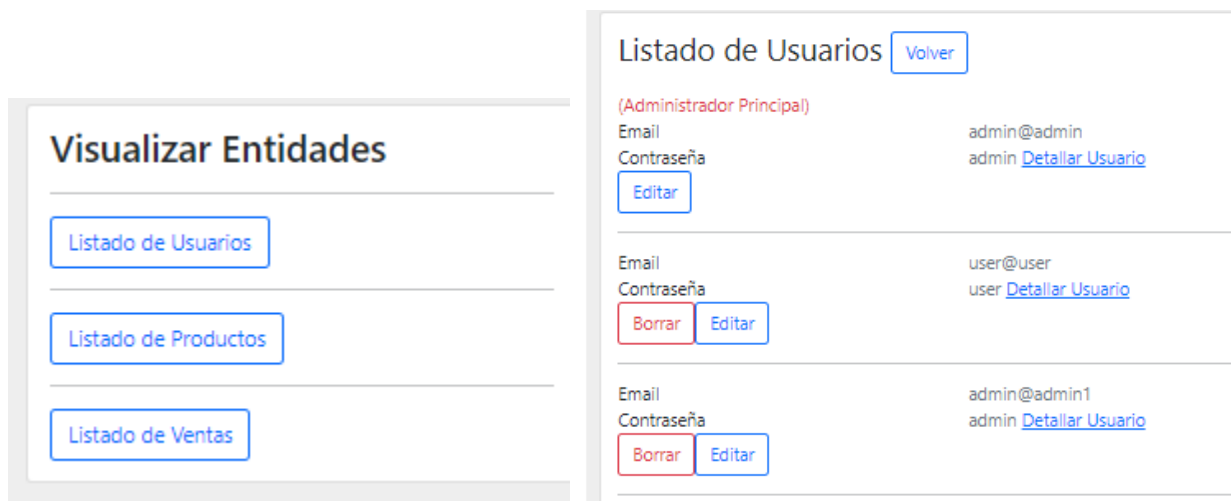 Visualizar Entidades
Listado de Usuarios
Listado de Productos
Listado de Ventas
Listado de Usuarios Volver
(Administrador Principal)
Email admin@admin
Contraseña admin Detallar Usuario
Editar
Email user@user
Contraseña user Detallar Usuario
Borrar Editar
Email admin@admin1
Contraseña admin Detallar Usuario
Borrar Editar